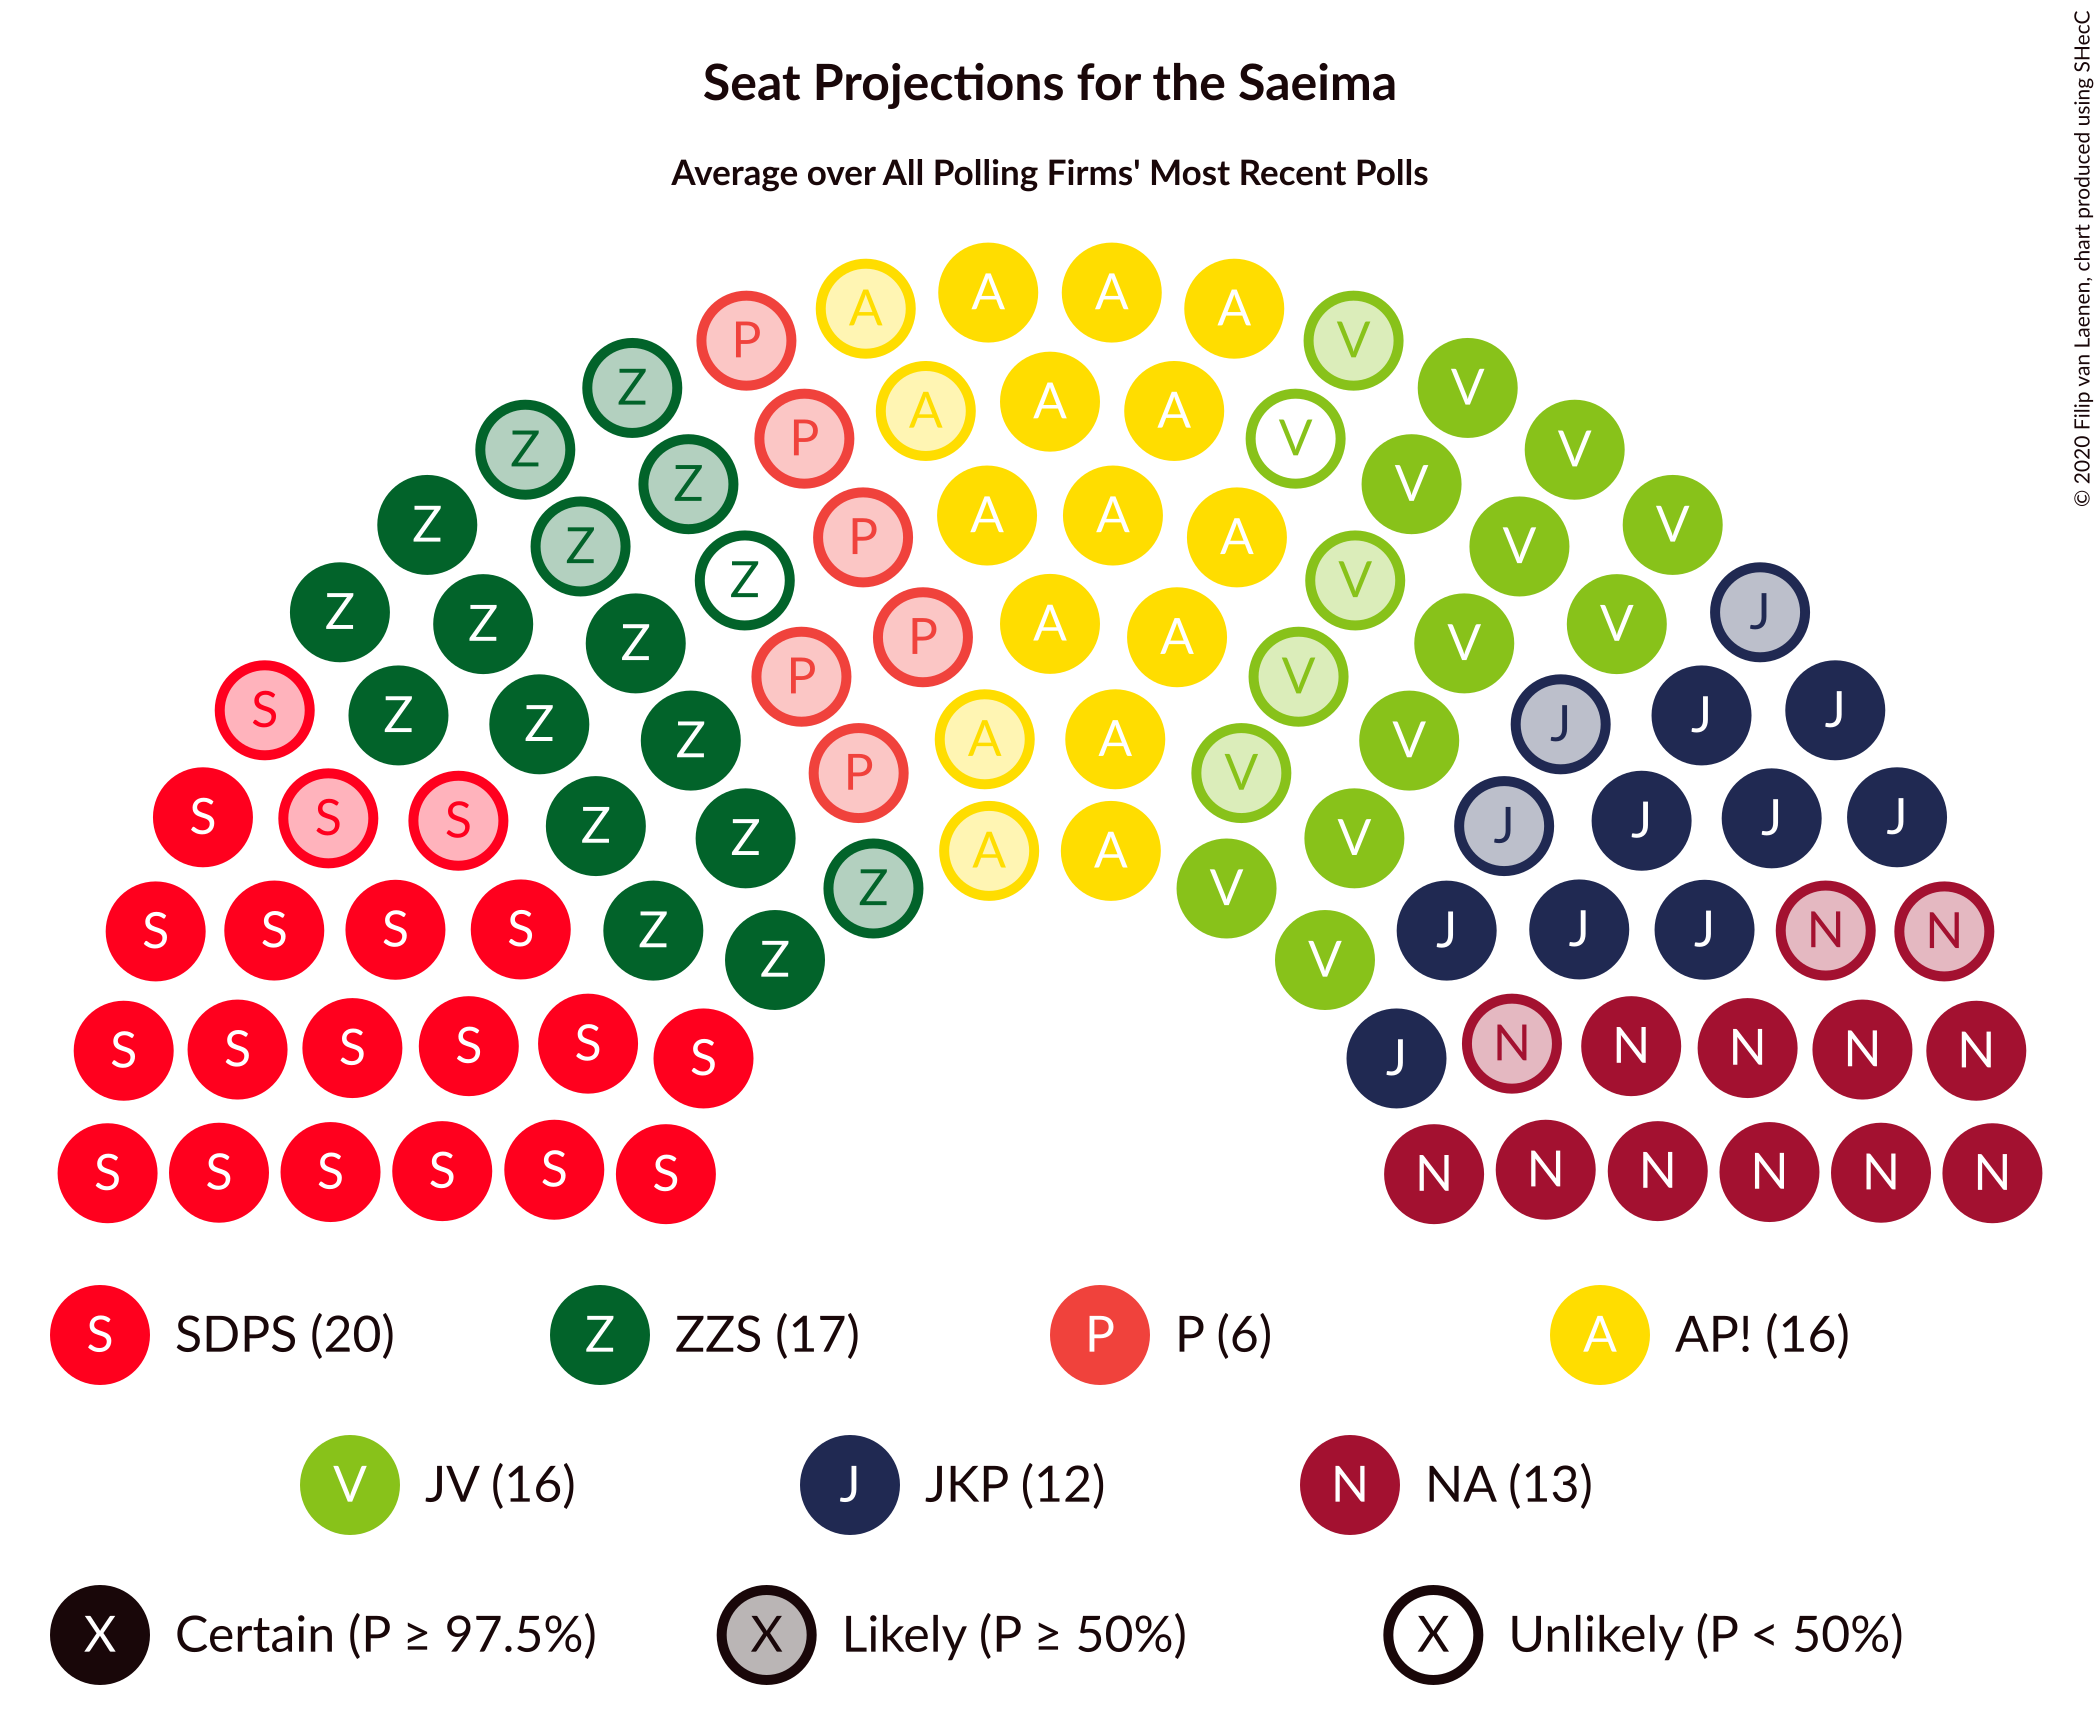 Seat Projections for the Saeima
Average over All Polling Firms' Most Recent Polls
© 2020 Filip van Laenen, chart produced using SHecC
A A
A A
P V
Z V
A A
P V
Z V
Z V
Z V
A A A
P V
Z V
Z V
Z J
Z V
A A
P V
Z V
P V
S J
Z J
Z J
Z V
A A
P V
S J
S J
S J
Z J
Z V
A A
Z V
S S S S Z J J J N N
Z V
S S S S S S J N N N N N
S S S S S S N N N N N N
S SDPS (20) Z ZZS (17) P P (6) A AP! (16)
V JV (16) J JKP (12) N NA (13)
X Certain (P ≥ 97.5%) X Likely (P ≥ 50%) X Unlikely (P < 50%)